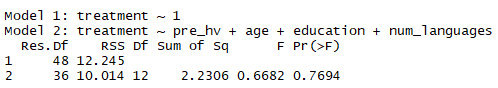 Model 1: treatment ~ 1
Model 2: treatment ~ pre_hv + age + education + num_languages
Res.Df RSS Df Sum of Sq F Pr(>F)
1 48 12.245
2 36 10.014 12 2.2306 0.6682 0.7694